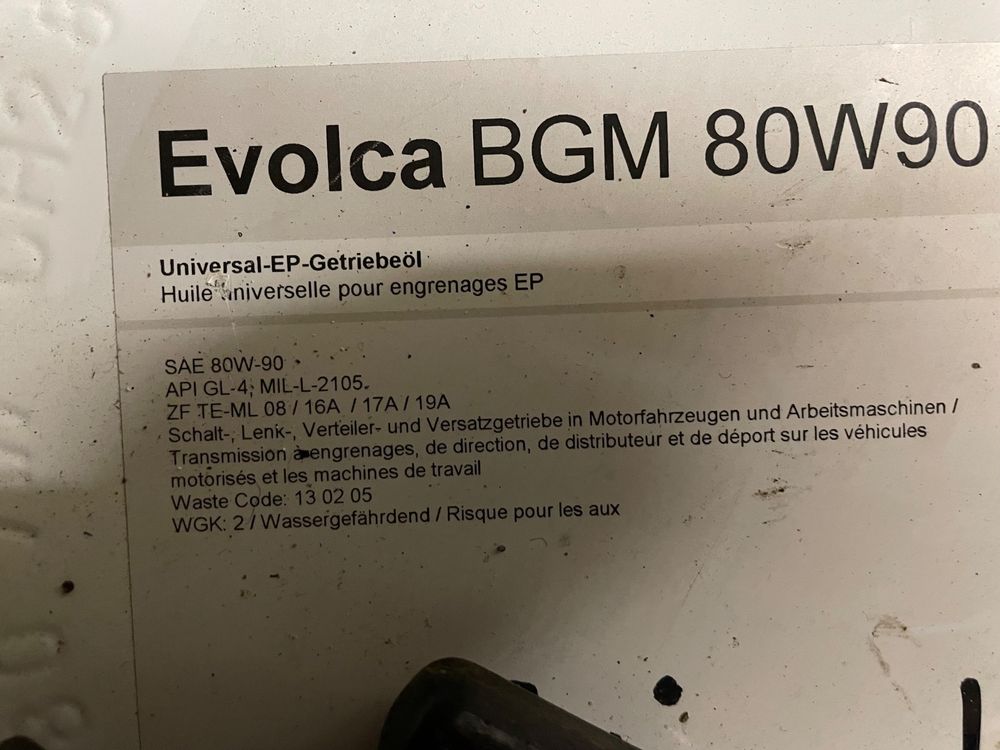 Evolca BGM 80W90
Universal-EP-Getriebeöl
Huile universelle pour engrenages EP
SAE 80W-90
API GL-4; MIL-L-2105
ZF TE-ML 08 / 16A / 17A / 19A
Schalt-, Lenk-, Verteiler- und Versatzgetriebe in Motorfahrzeugen und Arbeitsmaschinen /
Transmission à engrenages, de direction, de distributeur et de déport sur les véhicules
motorisés et les machines de travail
Waste Code: 13 02 05
WGK: 2 / Wassergefährdend / Risque pour les aux